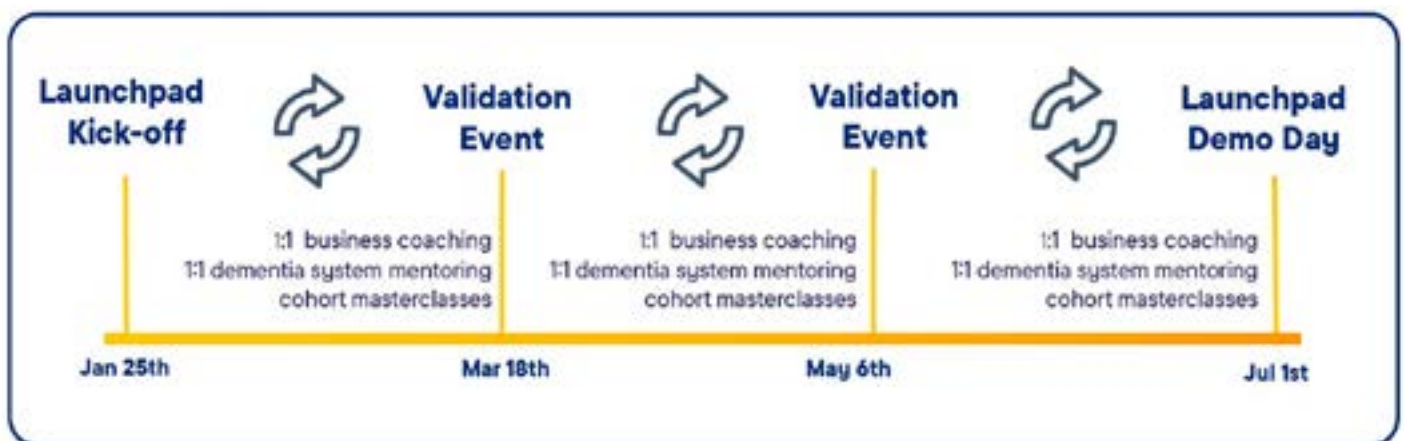 Launchpad
Kick-off
Validation
Event
Validation
Event
Launchpad
Demo Day
1:1 business coaching
1:1 dementia system mentoring
cohort masterclasses
1:1 business coaching
1:1 dementia system mentoring
cohort masterclasses
1:1 business coaching
1:1 dementia system mentoring
cohort masterclasses
Jan 25th
Mar 18th
May 6th
Jul 1st